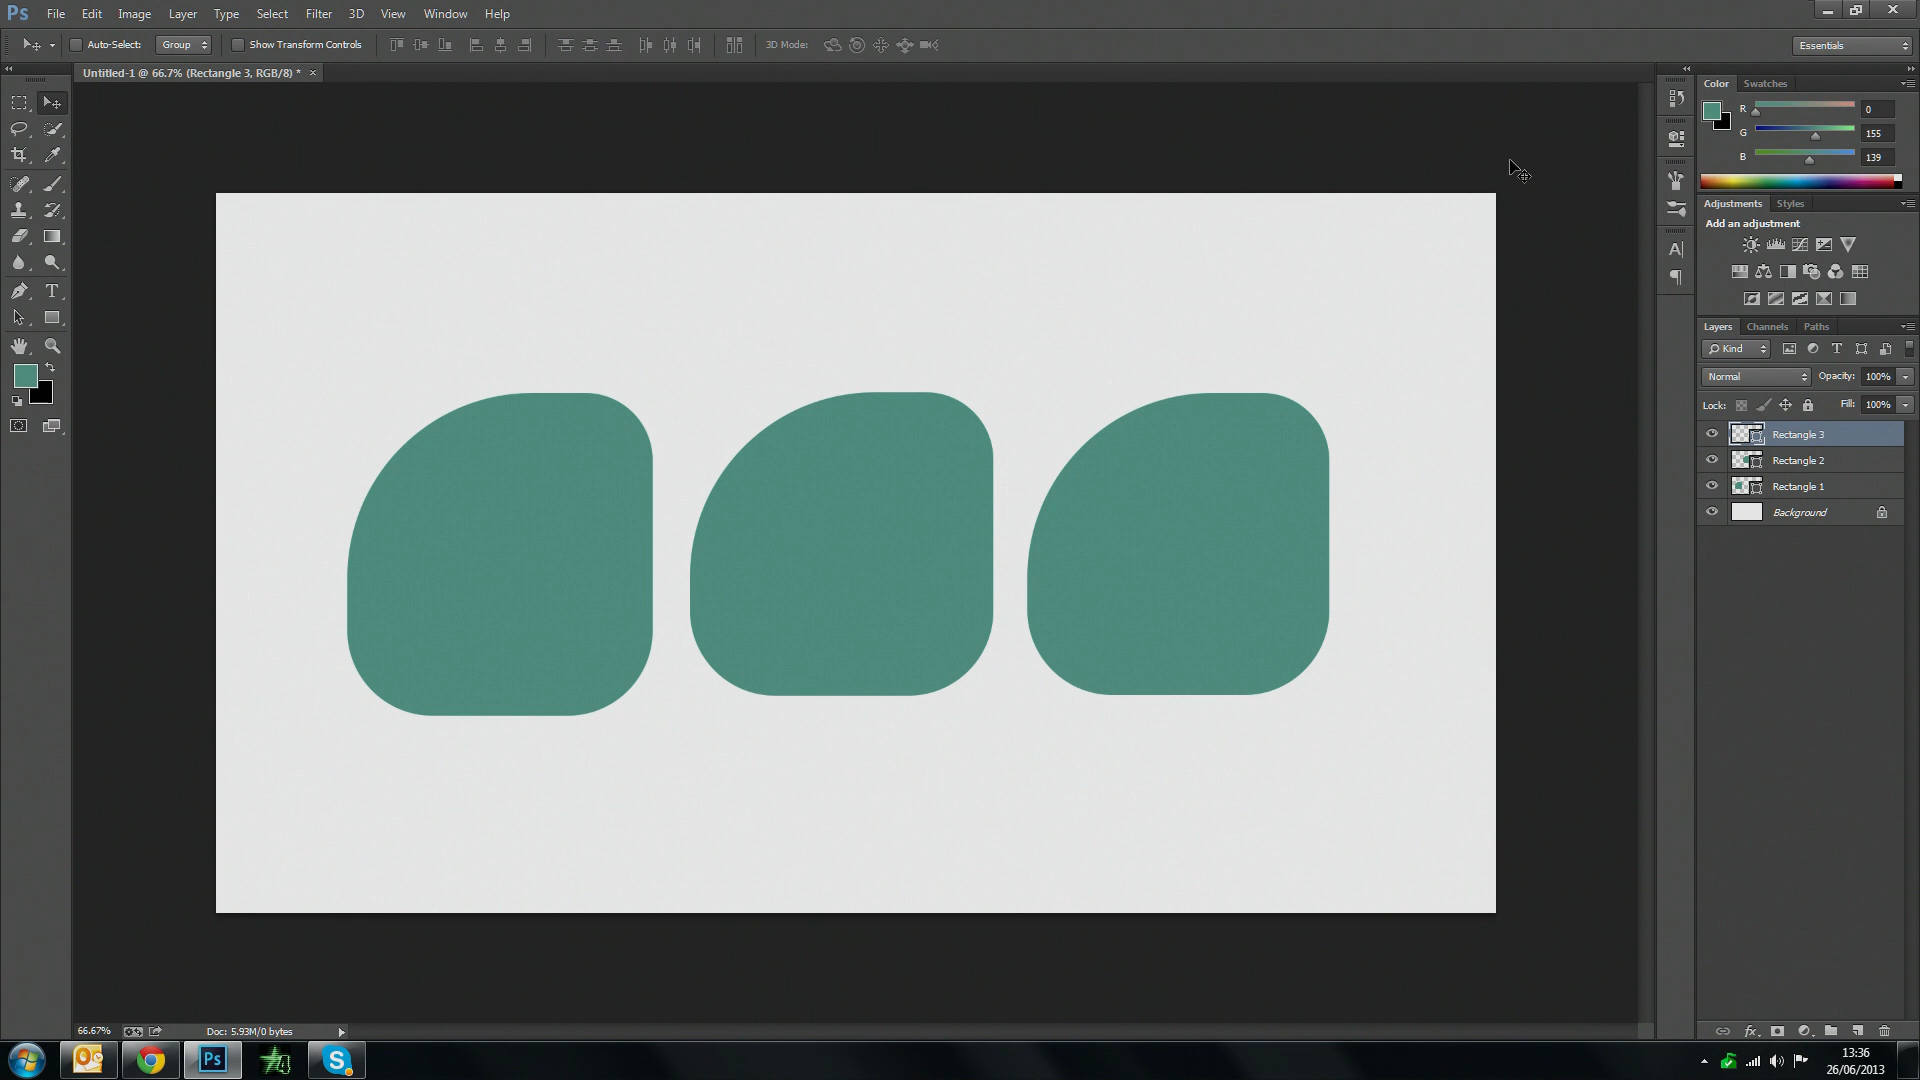 Ps File Edit Image Layer Type Select Filter 3D View Window Help
Auto-Select: Group Show Transform Controls 3D Mode: Essentials
Untitled-1 @ 66.7% (Rectangle 3, RGB/8) * ×
Color Swatches
R 0
G 155
B 139
Adjustments Styles
Add an adjustment
Layers Channels Paths
Kind
Normal Opacity: 100%
Lock: Fill: 100%
Rectangle 3
Rectangle 2
Rectangle 1
Background
66.67% Doc: 5.93M/0 bytes
Ps
13:36
26/06/2013